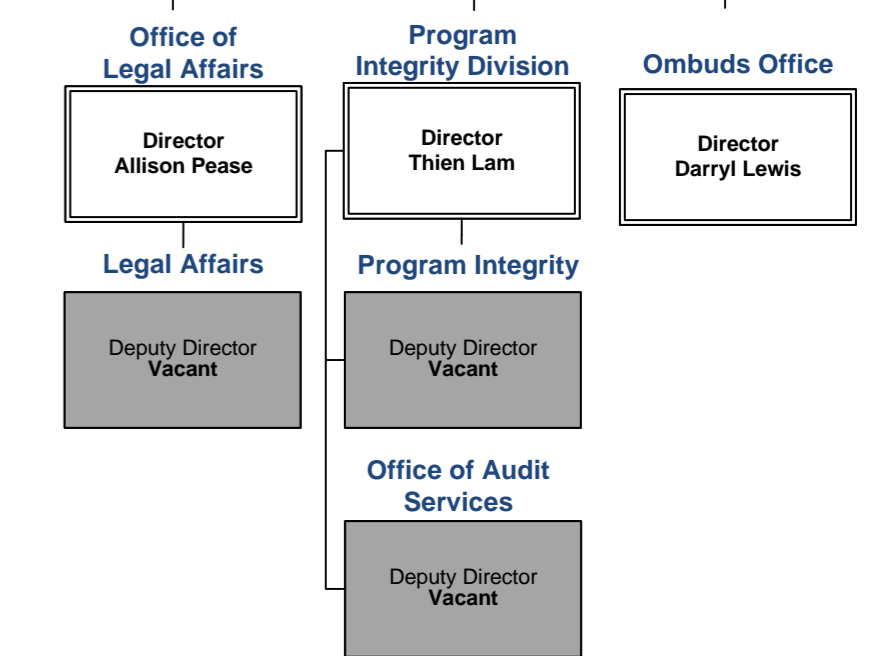 Office of
Legal Affairs
Director
Allison Pease
Legal Affairs
Deputy Director
Vacant
Program
Integrity Division
Director
Thien Lam
Program Integrity
Deputy Director
Vacant
Office of Audit
Services
Deputy Director
Vacant
Ombuds Office
Director
Darryl Lewis